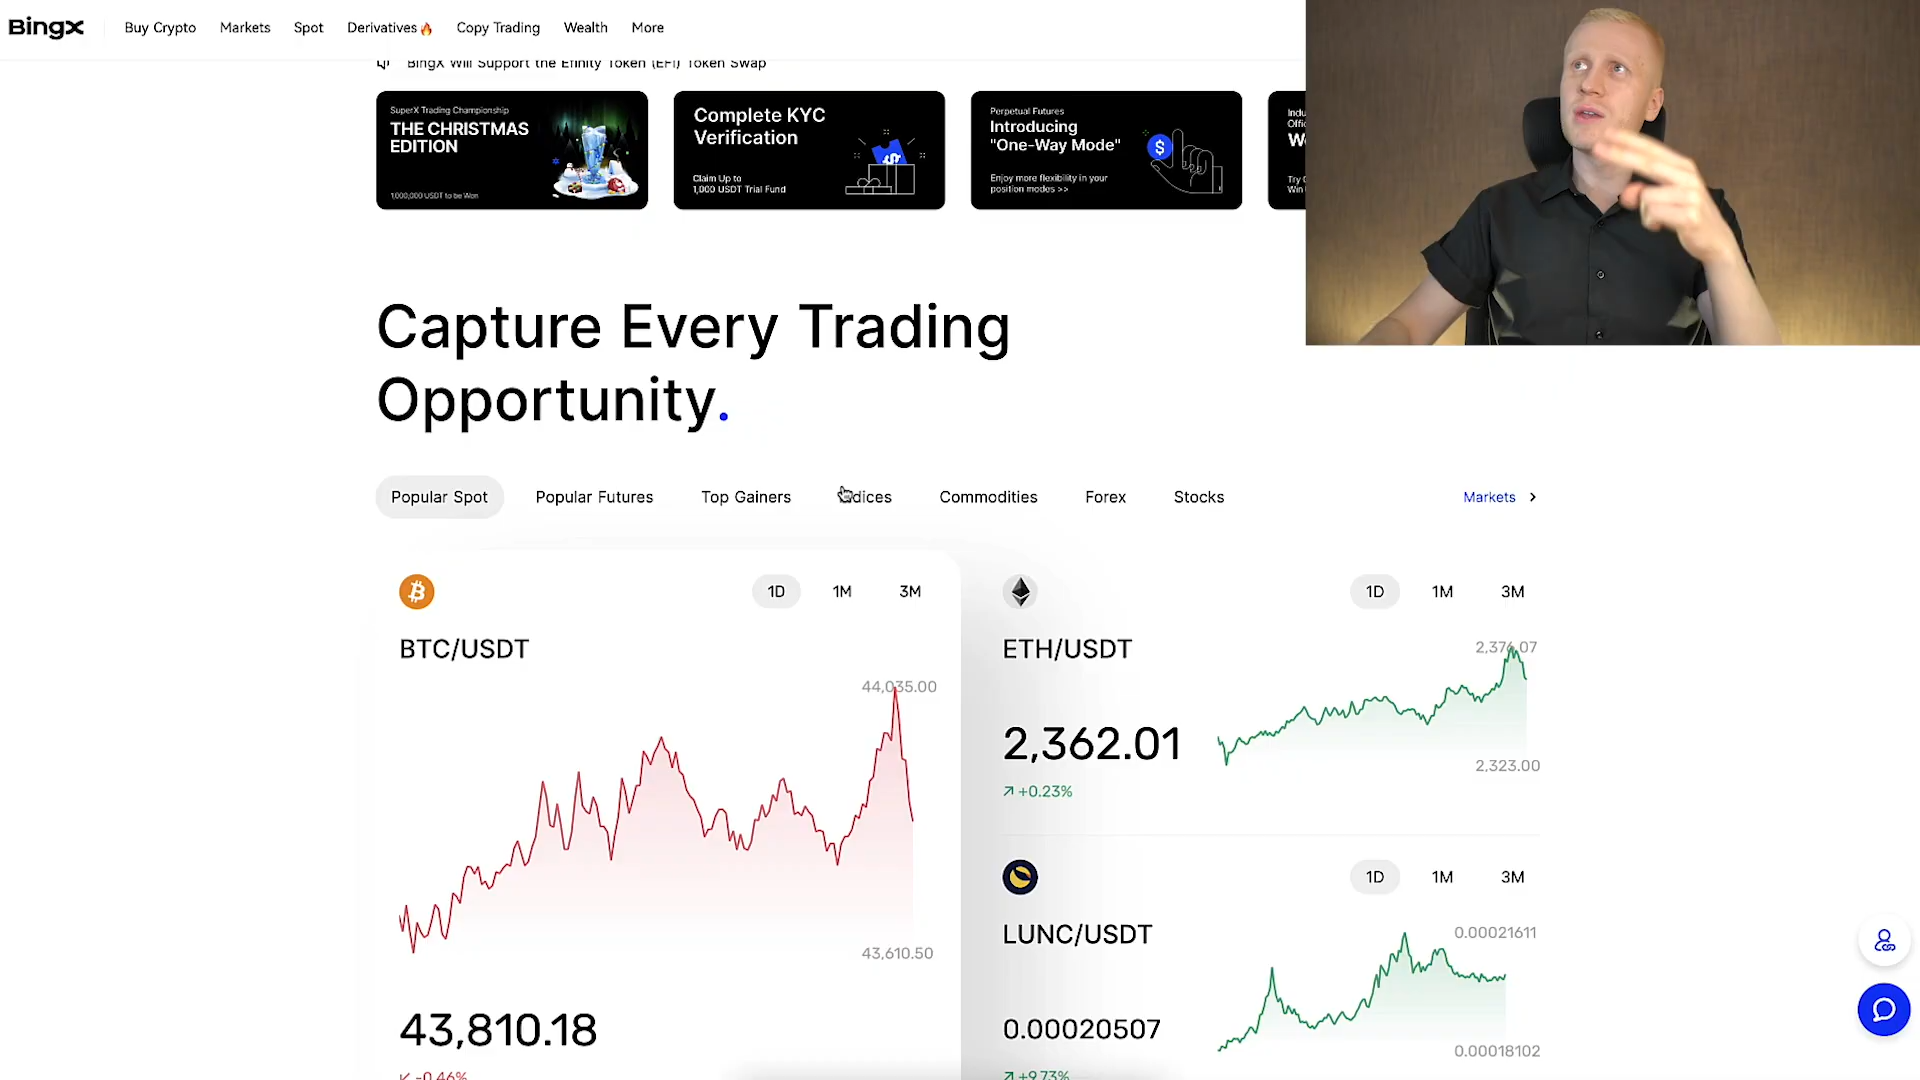 BingX
Buy Crypto
Markets
Spot
Derivatives
Copy Trading
Wealth
More
BingX Will Support the Efinity Token (EFI) Token Swap
SuperX Trading Championship
THE CHRISTMAS
EDITION
1,000,000 USDT to be Won
Complete KYC
Verification
Claim Up to
1,000 USDT Trial Fund
Perpetual Futures
Introducing
"One-Way Mode"
Enjoy more flexibility in your
position modes >>
Capture Every Trading
Opportunity.
Popular Spot
Popular Futures
Top Gainers
Commodities
Forex
Stocks
Markets
1D
1M
3M
BTC/USDT
44,035.00
43,610.50
43,810.18
-0.46%
1D
1M
3M
ETH/USDT
2,376.07
2,362.01
2,323.00
+0.23%
1D
1M
3M
LUNC/USDT
0.00021611
0.00020507
0.00018102
+9.73%